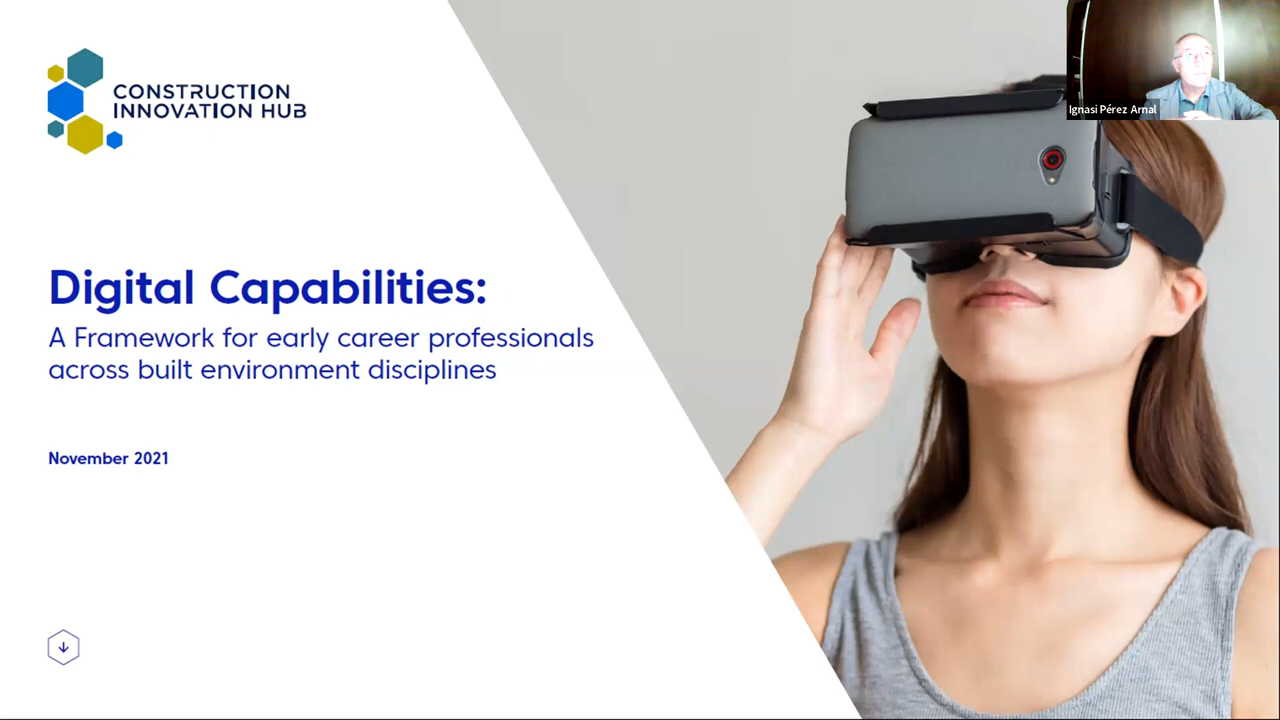 CONSTRUCTION
INNOVATION HUB
Ignasi Pérez Arnal
Digital Capabilities:
A Framework for early career professionals
across built environment disciplines
November 2021